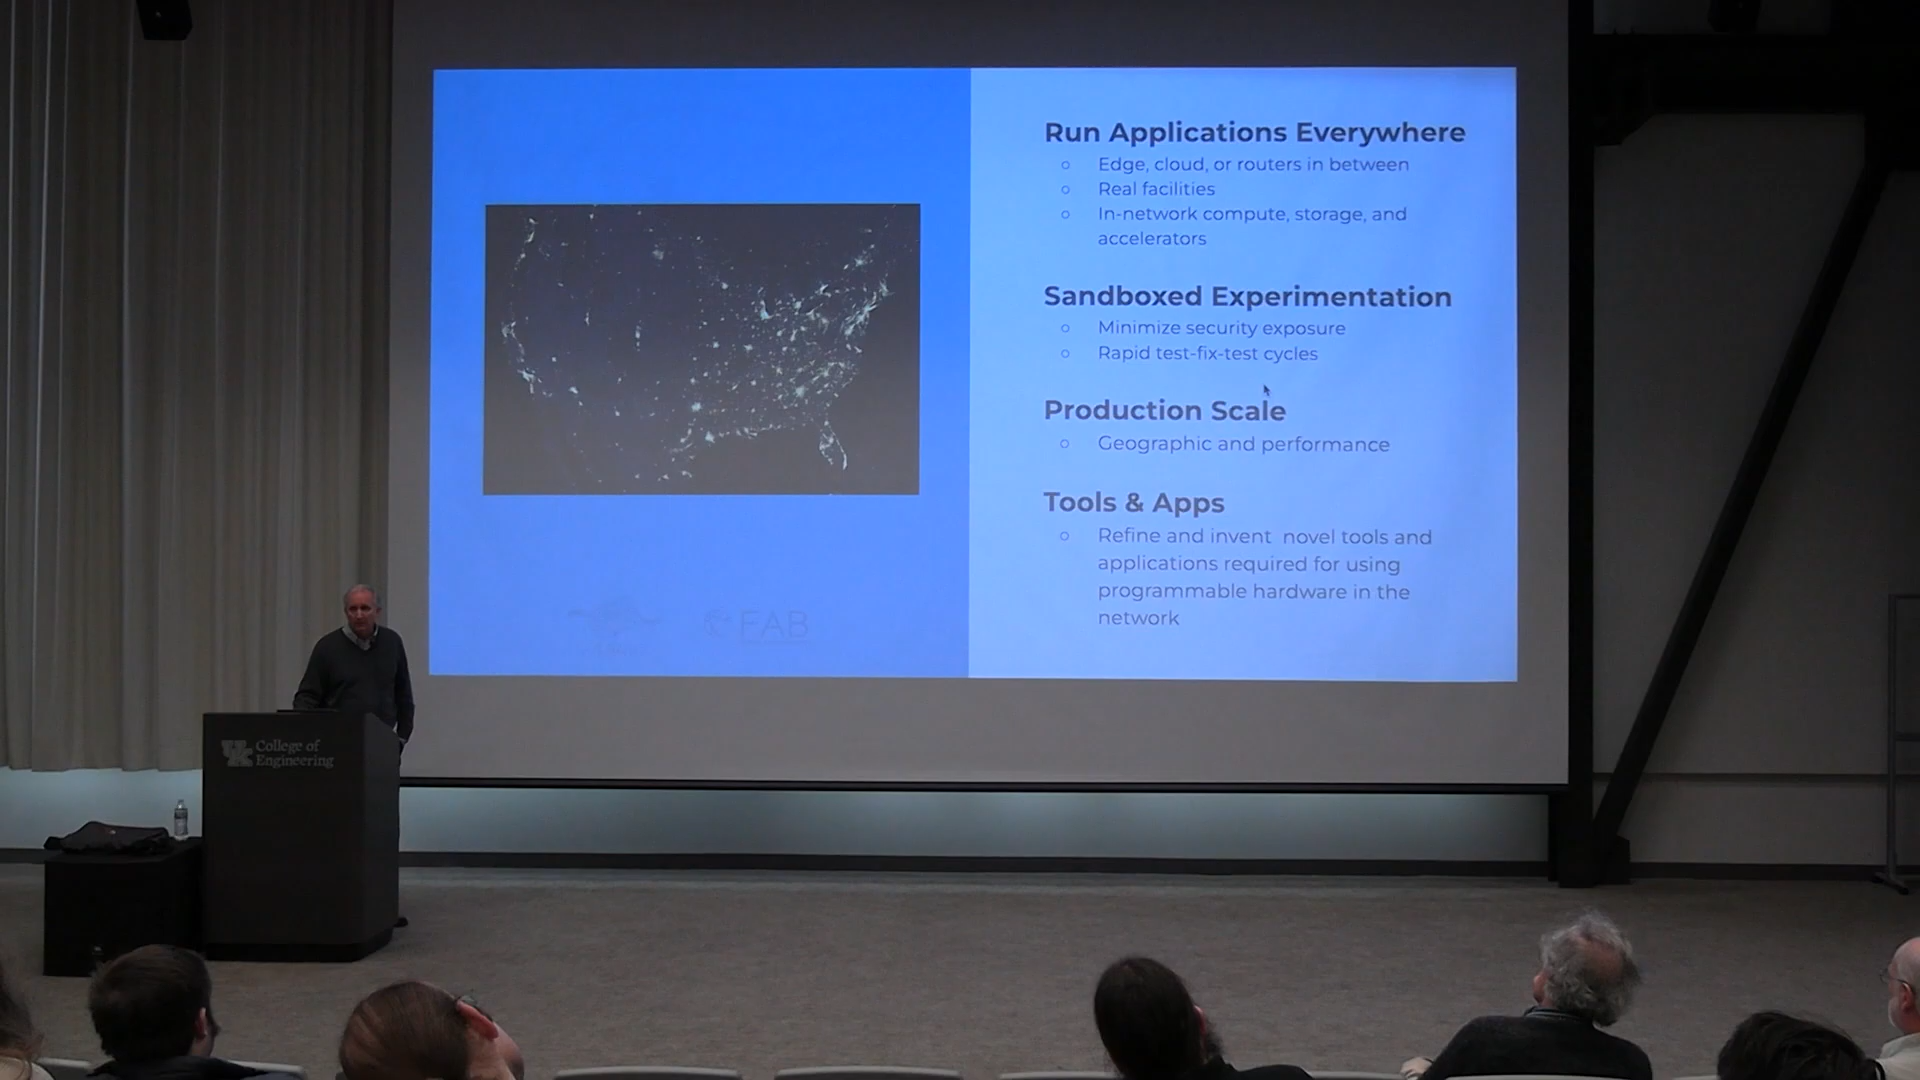 Run Applications Everywhere
○ Edge, cloud, or routers in between
○ Real facilities
○ In-network compute, storage, and
accelerators
Sandboxed Experimentation
○ Minimize security exposure
○ Rapid test-fix-test cycles
Production Scale
○ Geographic and performance
Tools & Apps
○ Refine and invent novel tools and
applications required for using
programmable hardware in the
network
FAB
UK College of
Engineering